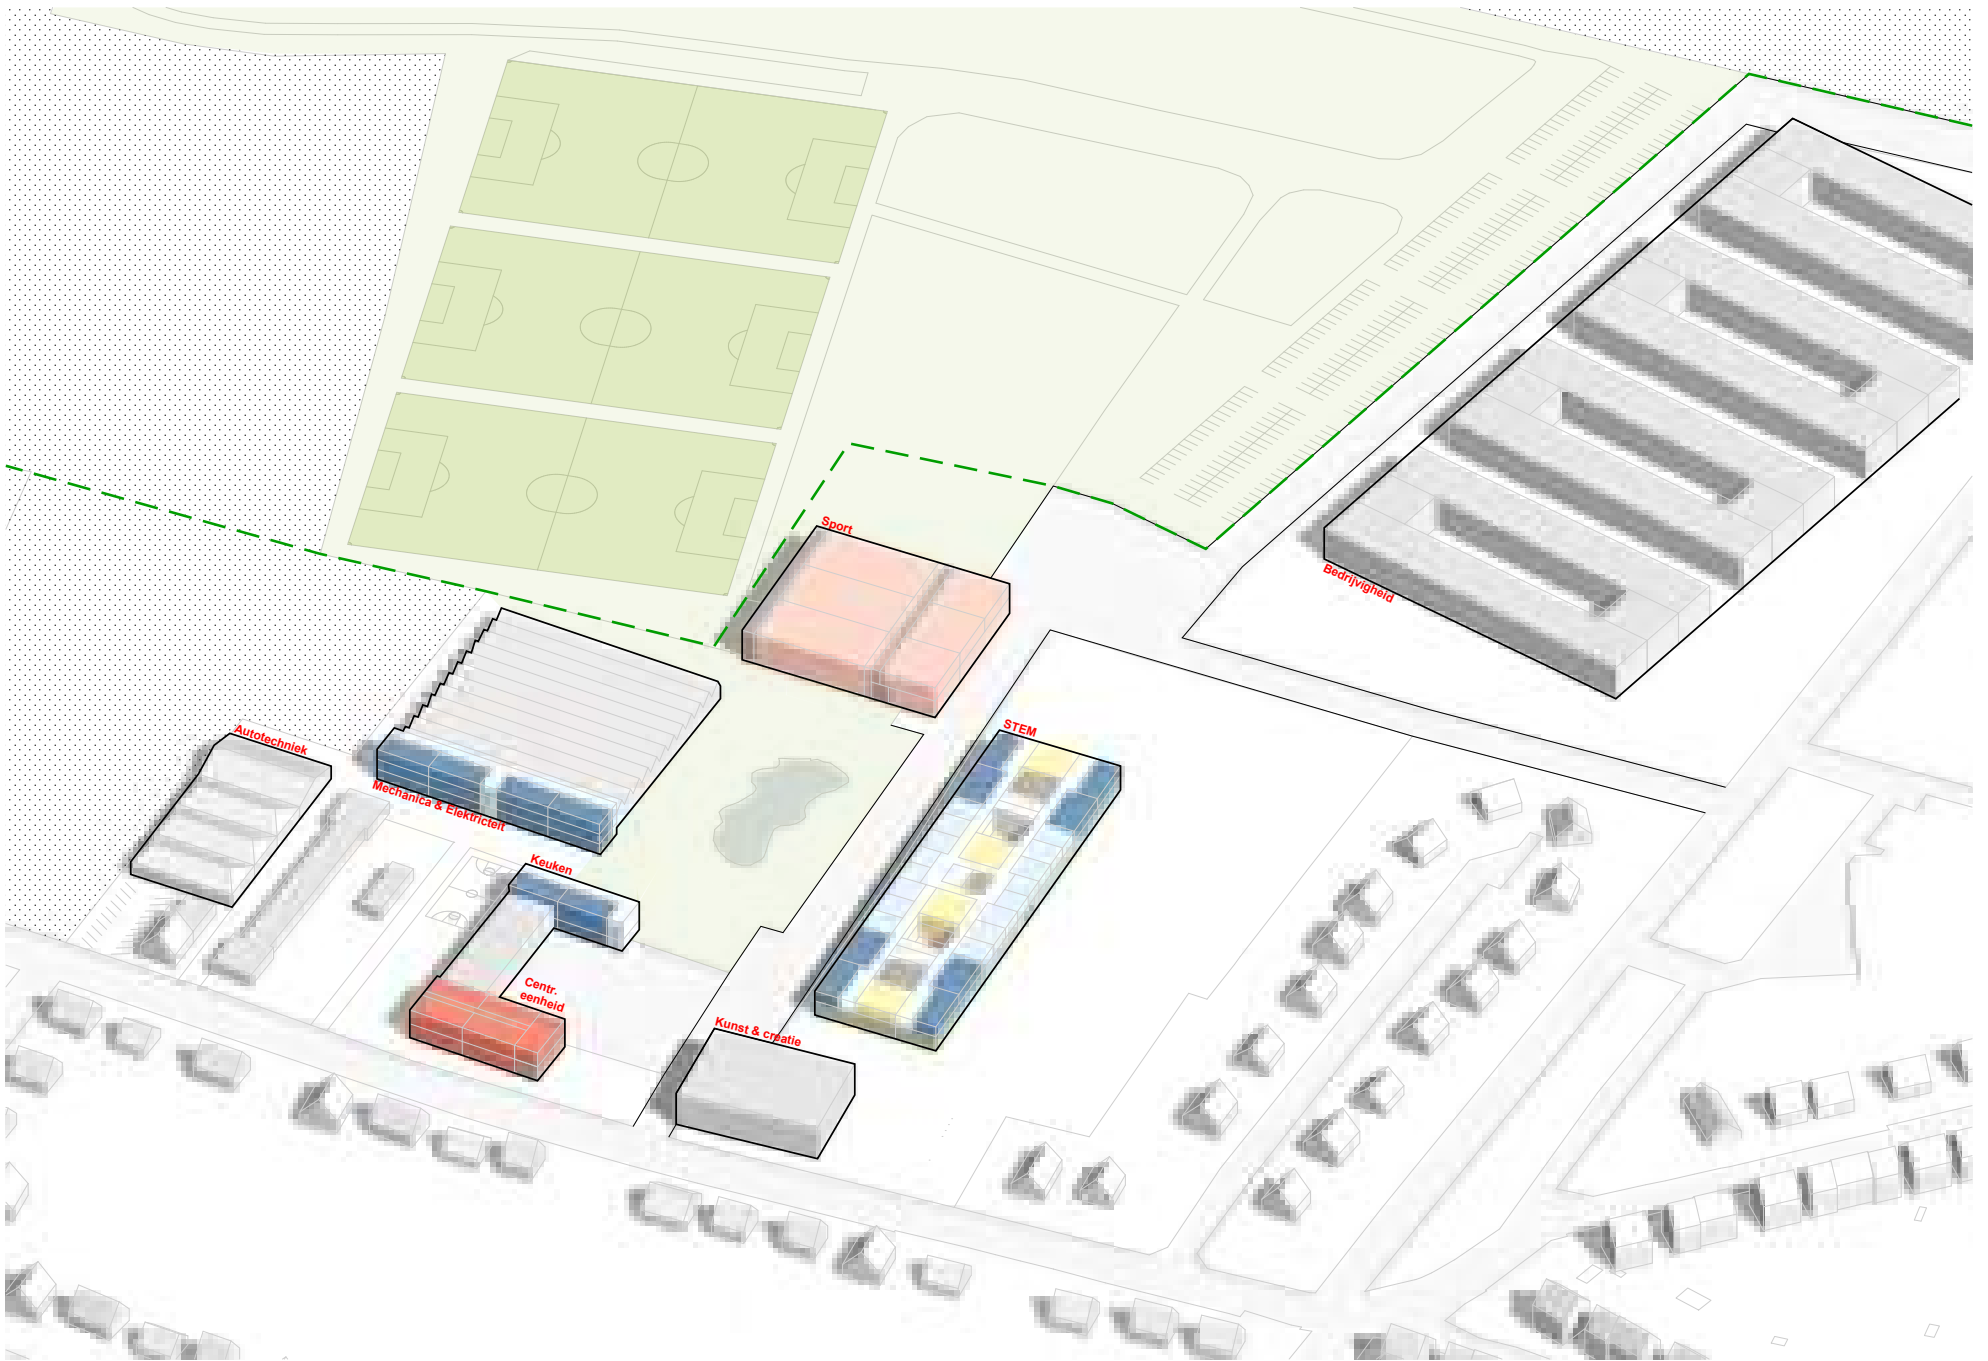 Sport
Bedrijvigheid
STEM
Autotechniek
Mechanica & Elektriciteit
Keuken
Centr.
eenheid
Kunst & creatie